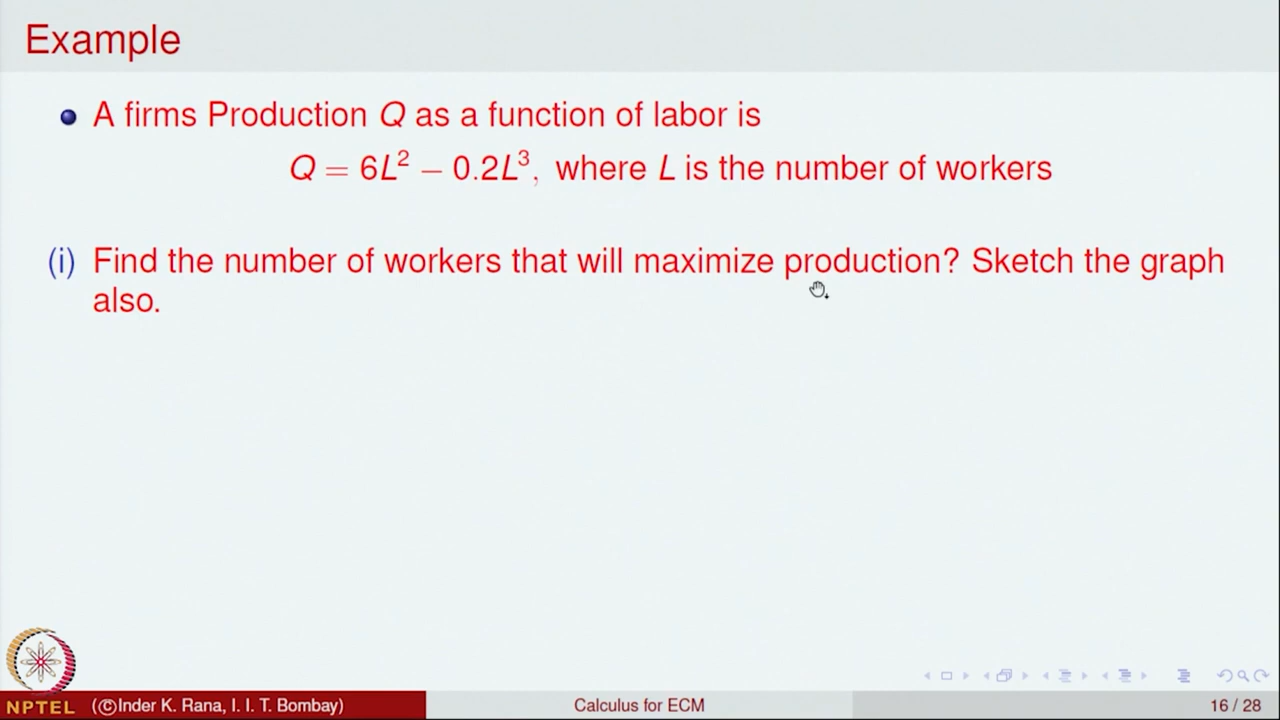 Example
A firms Production Q as a function of labor is
Q = 6L² − 0.2L³, where L is the number of workers
(i) Find the number of workers that will maximize production? Sketch the graph
also.
NPTEL (©Inder K. Rana, I. I. T. Bombay) Calculus for ECM 16 / 28